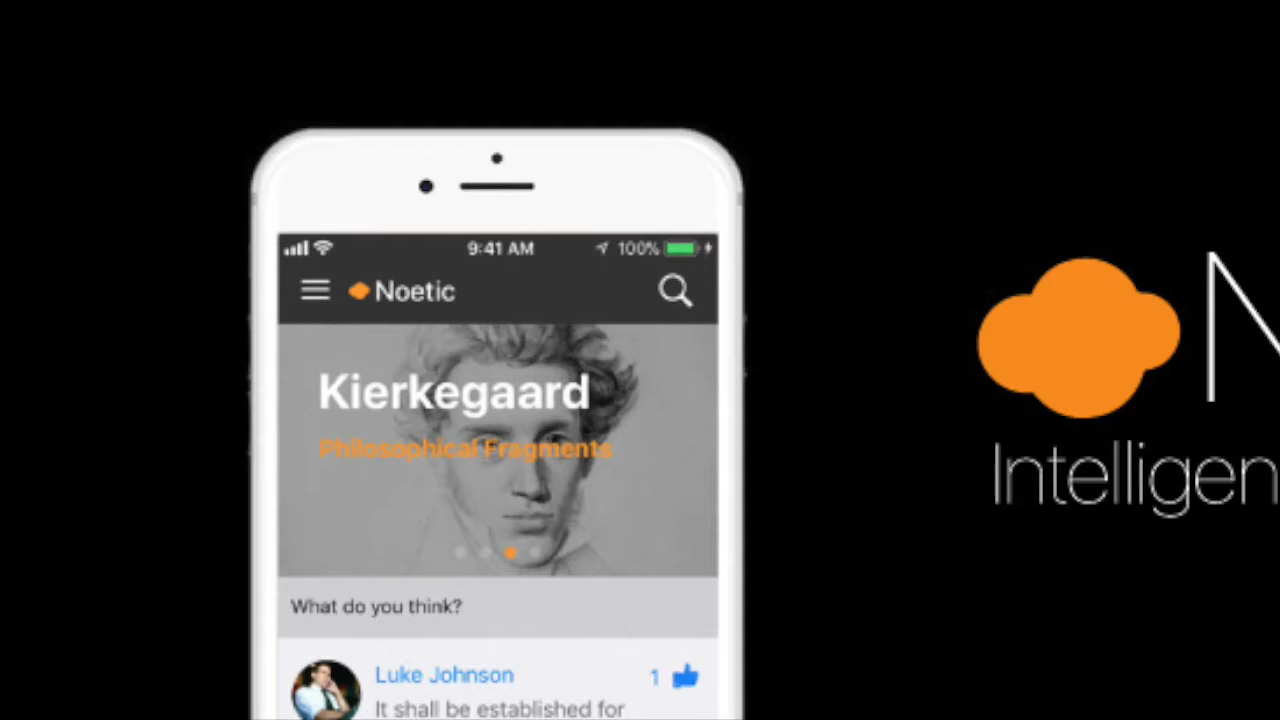 9:41 AM
100%
Noetic
Kierkegaard
Philosophical Fragments
What do you think?
Luke Johnson
1
It shall be established for
N
Intelligen